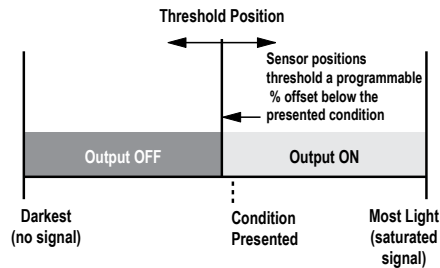 Threshold Position
Sensor positions
threshold a programmable
% offset below the
presented condition
Output OFF
Output ON
Darkest
(no signal)
Condition
Presented
Most Light
(saturated
signal)